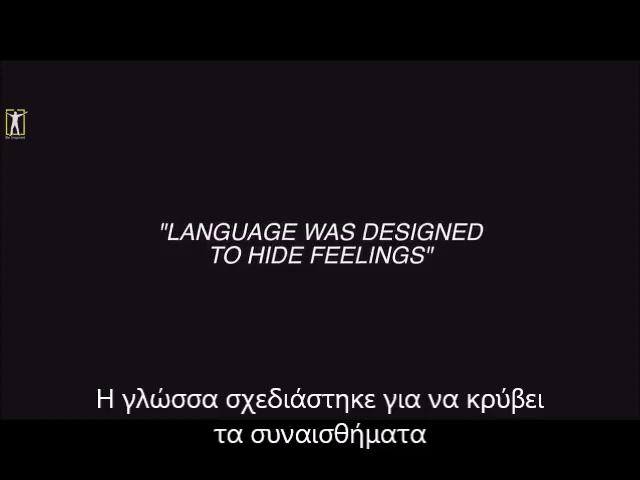 "LANGUAGE WAS DESIGNED
TO HIDE FEELINGS"
Η γλώσσα σχεδιάστηκε για να κρύβει
τα συναισθήματα